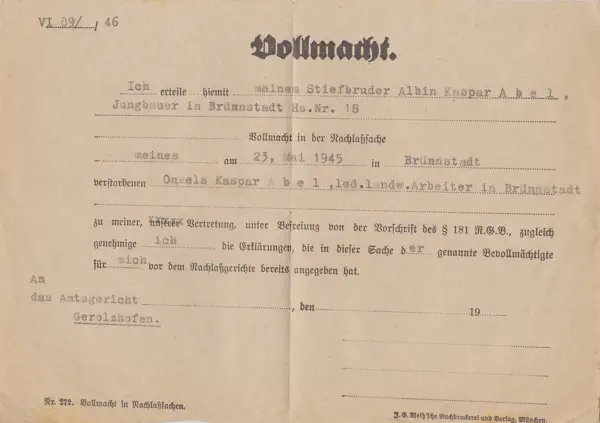 VI 89/ , 46
Vollmacht.
Ich erteile hiemit meinem Stiefbruder Albin Kaspar A b e l ,
Jungbauer in Brünnstadt Hs.Nr. 18
Vollmacht in der Nachlaßsache
meines am 23. Mai 1945 in Brünnstadt
verstorbenen Onkels Kaspar A b e l ,led.landw.Arbeiter in Brünnstadt
zu meiner, unserer Vertretung, unter Befreiung von der Vorschrift des § 181 R.G.B., zugleich
genehmige ich die Erklärungen, die in dieser Sache der genannte Bevollmächtigte
für mich vor dem Nachlaßgerichte bereits angegeben hat.
An
das Amtsgericht , den 19
Gerolzhofen.
Nr. 272. Vollmacht in Nachlaßsachen.
J. G. Weiß'sche Buchdruckerei und Verlag, München.